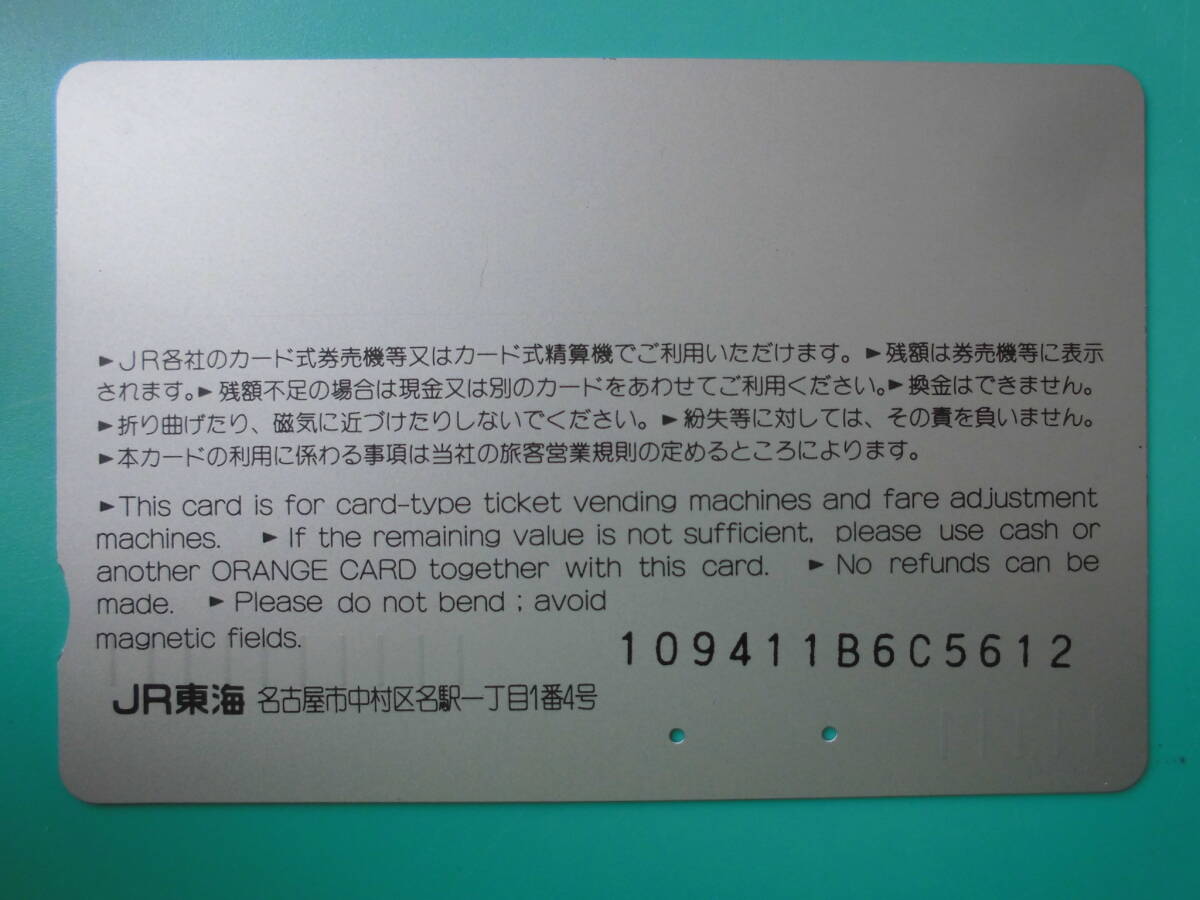 ►JR各社のカード式券売機等又はカード式精算機でご利用いただけます。►残額は券売機等に表示
されます。►残額不足の場合は現金又は別のカードをあわせてご利用ください。►換金はできません。
►折り曲げたり、磁気に近づけたりしないでください。►紛失等に対しては、その責を負いません。
►本カードの利用に係わる事項は当社の旅客営業規則の定めるところによります。
►This card is for card-type ticket vending machines and fare adjustment
machines. ►If the remaining value is not sufficient, please use cash or
another ORANGE CARD together with this card. ►No refunds can be
made. ►Please do not bend ; avoid
magnetic fields.
109411B6C5612
JR東海 名古屋市中村区名駅一丁目1番4号